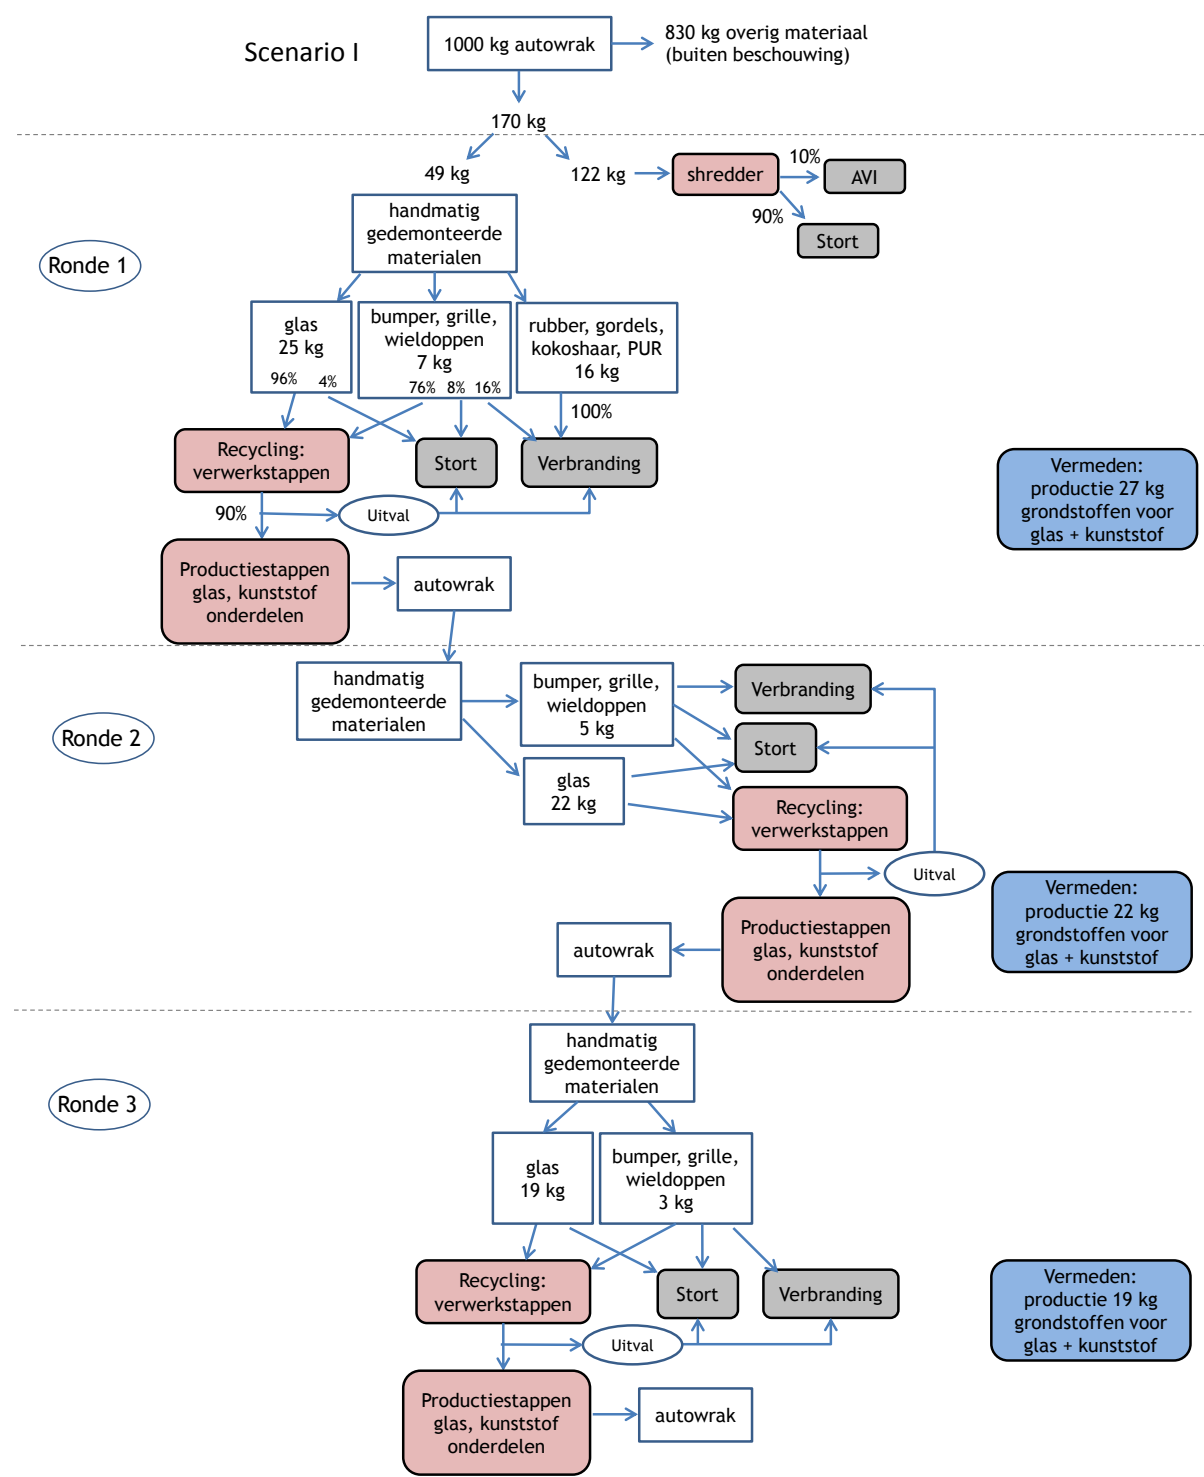 Scenario I
1000 kg autowrak
830 kg overig materiaal
(buiten beschouwing)
170 kg
49 kg
122 kg
shredder
10%
AVI
90%
Stort
Ronde 1
handmatig
gedemonteerde
materialen
glas
25 kg
96%
4%
bumper, grille,
wieldoppen
7 kg
76%
8%
16%
rubber, gordels,
kokoshaar, PUR
16 kg
100%
Recycling:
verwerkstappen
Stort
Verbranding
90%
Uitval
Productiestappen
glas, kunststof
onderdelen
autowrak
Vermeden:
productie 27 kg
grondstoffen voor
glas + kunststof
Ronde 2
handmatig
gedemonteerde
materialen
bumper, grille,
wieldoppen
5 kg
glas
22 kg
Verbranding
Stort
Recycling:
verwerkstappen
Uitval
Productiestappen
glas, kunststof
onderdelen
autowrak
Vermeden:
productie 22 kg
grondstoffen voor
glas + kunststof
Ronde 3
handmatig
gedemonteerde
materialen
glas
19 kg
bumper, grille,
wieldoppen
3 kg
Recycling:
verwerkstappen
Stort
Verbranding
Uitval
Productiestappen
glas, kunststof
onderdelen
autowrak
Vermeden:
productie 19 kg
grondstoffen voor
glas + kunststof